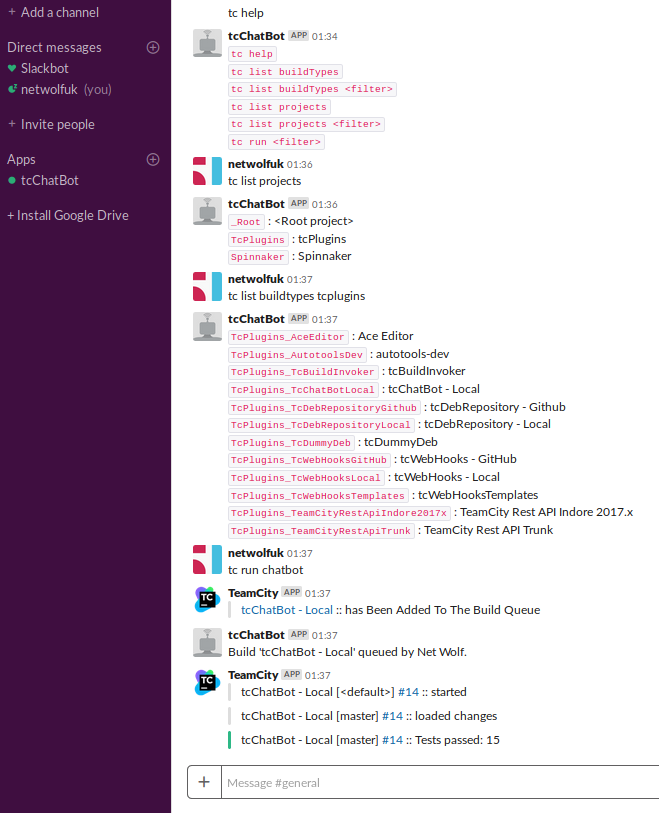 + Add a channel
Direct messages
Slackbot
netwolfuk (you)
+ Invite people
Apps
tcChatBot
+ Install Google Drive
tc help
tcChatBot APP 01:34
tc help
tc list buildTypes
tc list buildTypes <filter>
tc list projects
tc list projects <filter>
tc run <filter>
netwolfuk 01:36
tc list projects
tcChatBot APP 01:36
_Root : <Root project>
TcPlugins : tcPlugins
Spinnaker : Spinnaker
netwolfuk 01:37
tc list buildtypes tcplugins
tcChatBot APP 01:37
TcPlugins_AceEditor : Ace Editor
TcPlugins_AutotoolsDev : autotools-dev
TcPlugins_TcBuildInvoker : tcBuildInvoker
TcPlugins_TcChatBotLocal : tcChatBot - Local
TcPlugins_TcDebRepositoryGithub : tcDebRepository - Github
TcPlugins_TcDebRepositoryLocal : tcDebRepository - Local
TcPlugins_TcDummyDeb : tcDummyDeb
TcPlugins_TcWebHooksGitHub : tcWebHooks - GitHub
TcPlugins_TcWebHooksLocal : tcWebHooks - Local
TcPlugins_TcWebHooksTemplates : tcWebHooksTemplates
TcPlugins_TeamCityRestApiIndore2017x : TeamCity Rest API Indore 2017.x
TcPlugins_TeamCityRestApiTrunk : TeamCity Rest API Trunk
netwolfuk 01:37
tc run chatbot
TC
TeamCity APP 01:37
tcChatBot - Local :: has Been Added To The Build Queue
tcChatBot APP 01:37
Build 'tcChatBot - Local' queued by Net Wolf.
TC
TeamCity APP 01:37
tcChatBot - Local [<default>] #14 :: started
tcChatBot - Local [master] #14 :: loaded changes
tcChatBot - Local [master] #14 :: Tests passed: 15
+ Message #general